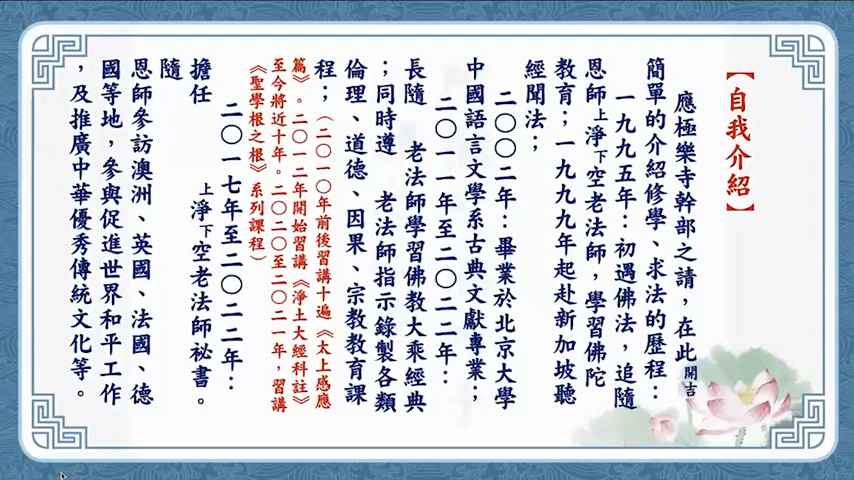 【自我介紹】
應極樂寺幹部之請，在此開吉
簡單的介紹修學、求法的歷程：
一九九五年：初遇佛法，追隨
恩師上淨下空老法師，學習佛陀
教育；一九九九年起赴新加坡聽
經聞法；
二〇〇二年：畢業於北京大學
中國語言文學系古典文獻專業；
二〇一一年至二〇二二年：
長隨　老法師學習佛教大乘經典
；同時遵　老法師指示錄製各類
倫理、道德、因果、宗教教育課
程；（二〇一〇年前後習講十遍《太上感應
篇》。二〇一二年開始習講《淨土大經科註》
至今將近十年。二〇二〇至二〇二一年，習講
《聖學根之根》系列課程）
二〇一七年至二〇二二年：
擔任　上淨下空老法師祕書。
隨
恩師參訪澳洲、英國、法國、德
國等地，參與促進世界和平工作
，及推廣中華優秀傳統文化等。